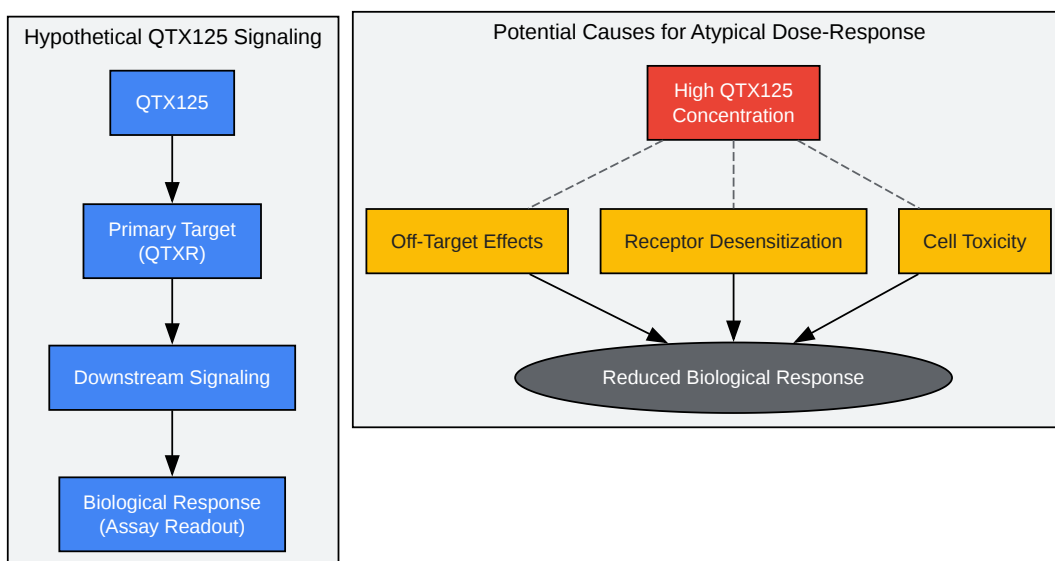 Hypothetical QTX125 Signaling
QTX125
Primary Target
(QTXR)
Downstream Signaling
Biological Response
(Assay Readout)
Potential Causes for Atypical Dose-Response
High QTX125
Concentration
Off-Target Effects
Receptor Desensitization
Cell Toxicity
Reduced Biological Response